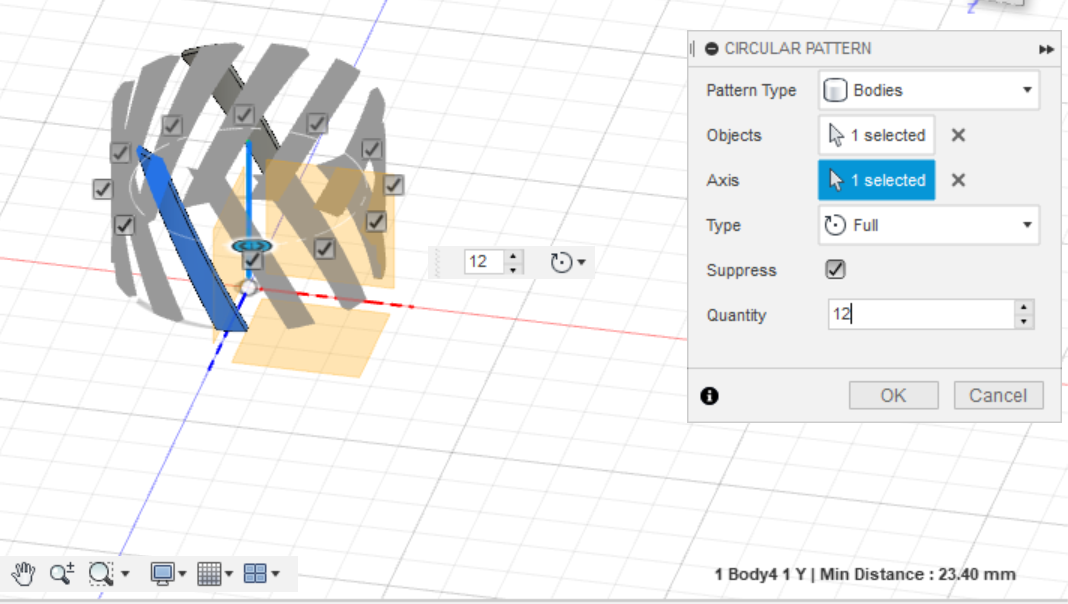 Z
CIRCULAR PATTERN
Pattern Type Bodies
Objects 1 selected
Axis 1 selected
Type Full
12
Suppress
Quantity 12
OK Cancel
1 Body4 1 Y | Min Distance : 23.40 mm